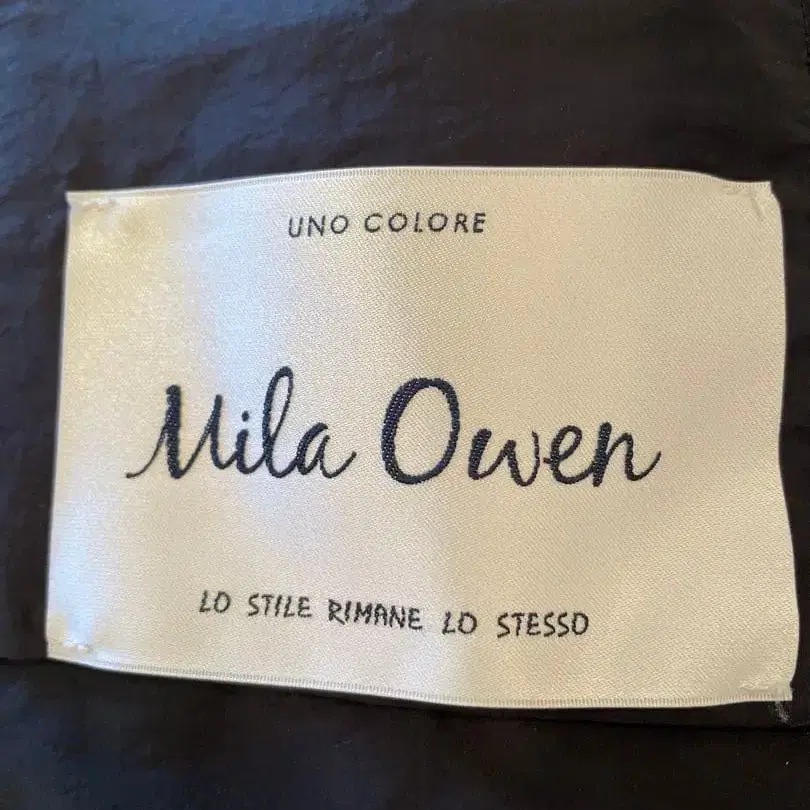 UNO COLORE
Mila Owen
LO STILE RIMANE LO STESSO